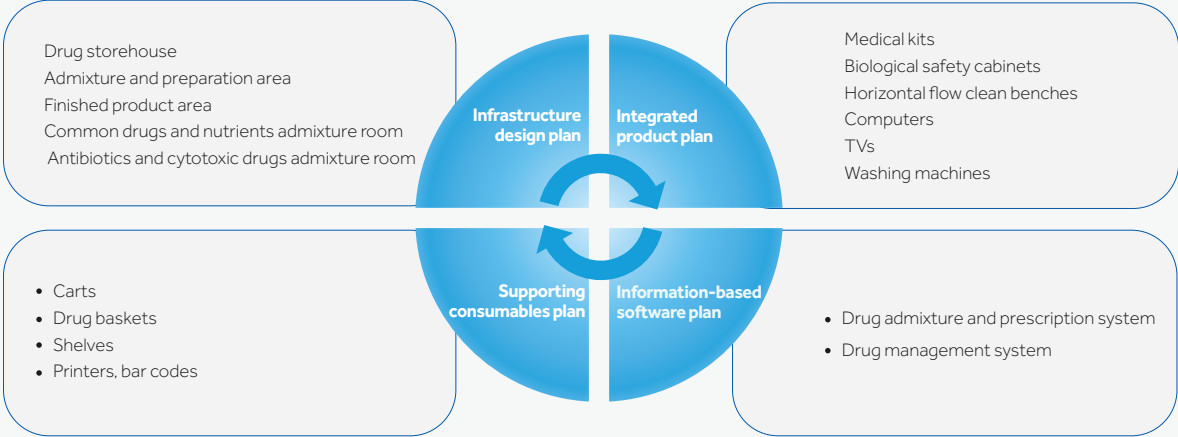 Drug storehouse
Admixture and preparation area
Finished product area
Common drugs and nutrients admixture room
Antibiotics and cytotoxic drugs admixture room
Infrastructure
design plan
Integrated
product plan
Medical kits
Biological safety cabinets
Horizontal flow clean benches
Computers
TVs
Washing machines
• Carts
• Drug baskets
• Shelves
• Printers, bar codes
Supporting
consumables plan
Information-based
software plan
• Drug admixture and prescription system
• Drug management system